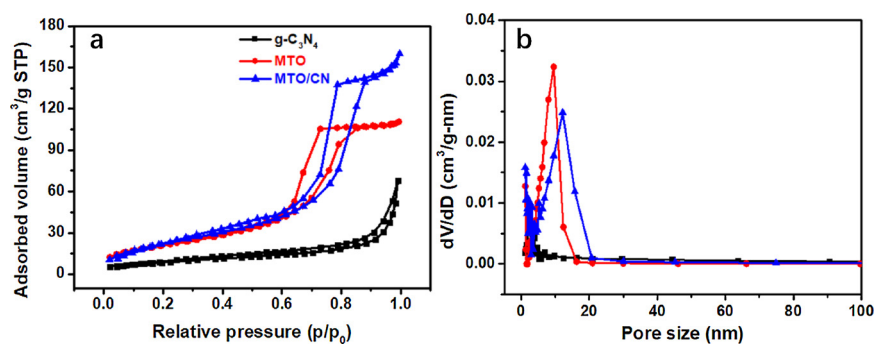 a
g-C₃N₄
MTO
MTO/CN
Adsorbed volume (cm³/g STP)
180
150
120
90
60
30
0
0.0 0.2 0.4 0.6 0.8 1.0
Relative pressure (p/p₀)
b
dV/dD (cm³/g-nm)
0.04
0.03
0.02
0.01
0.00
0 20 40 60 80 100
Pore size (nm)